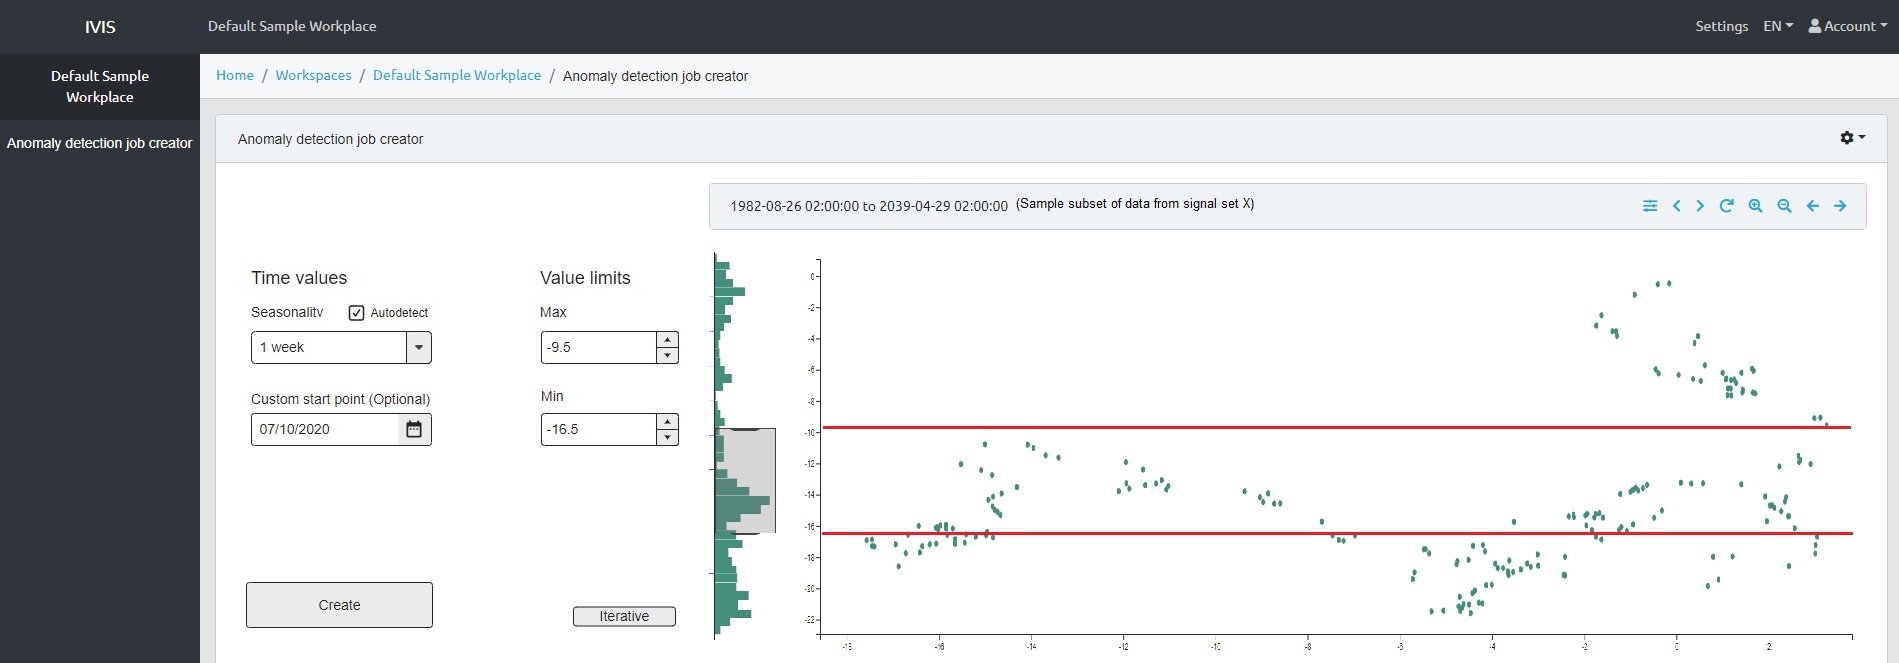 IVIS
Default Sample Workplace
Settings EN Account
Default Sample
Workplace
Home / Workspaces / Default Sample Workplace / Anomaly detection job creator
Anomaly detection job creator
Anomaly detection job creator
1982-08-26 02:00:00 to 2039-04-29 02:00:00 (Sample subset of data from signal set X)
Time values
Value limits
Seasonality
Autodetect
Max
1 week
-9.5
Custom start point (Optional)
Min
07/10/2020
-16.5
Create
Iterative
0
-2
-4
-6
-8
-10
-12
-14
-16
-18
-20
-22
-18
-16
-14
-12
-10
-8
-6
-4
-2
0
2